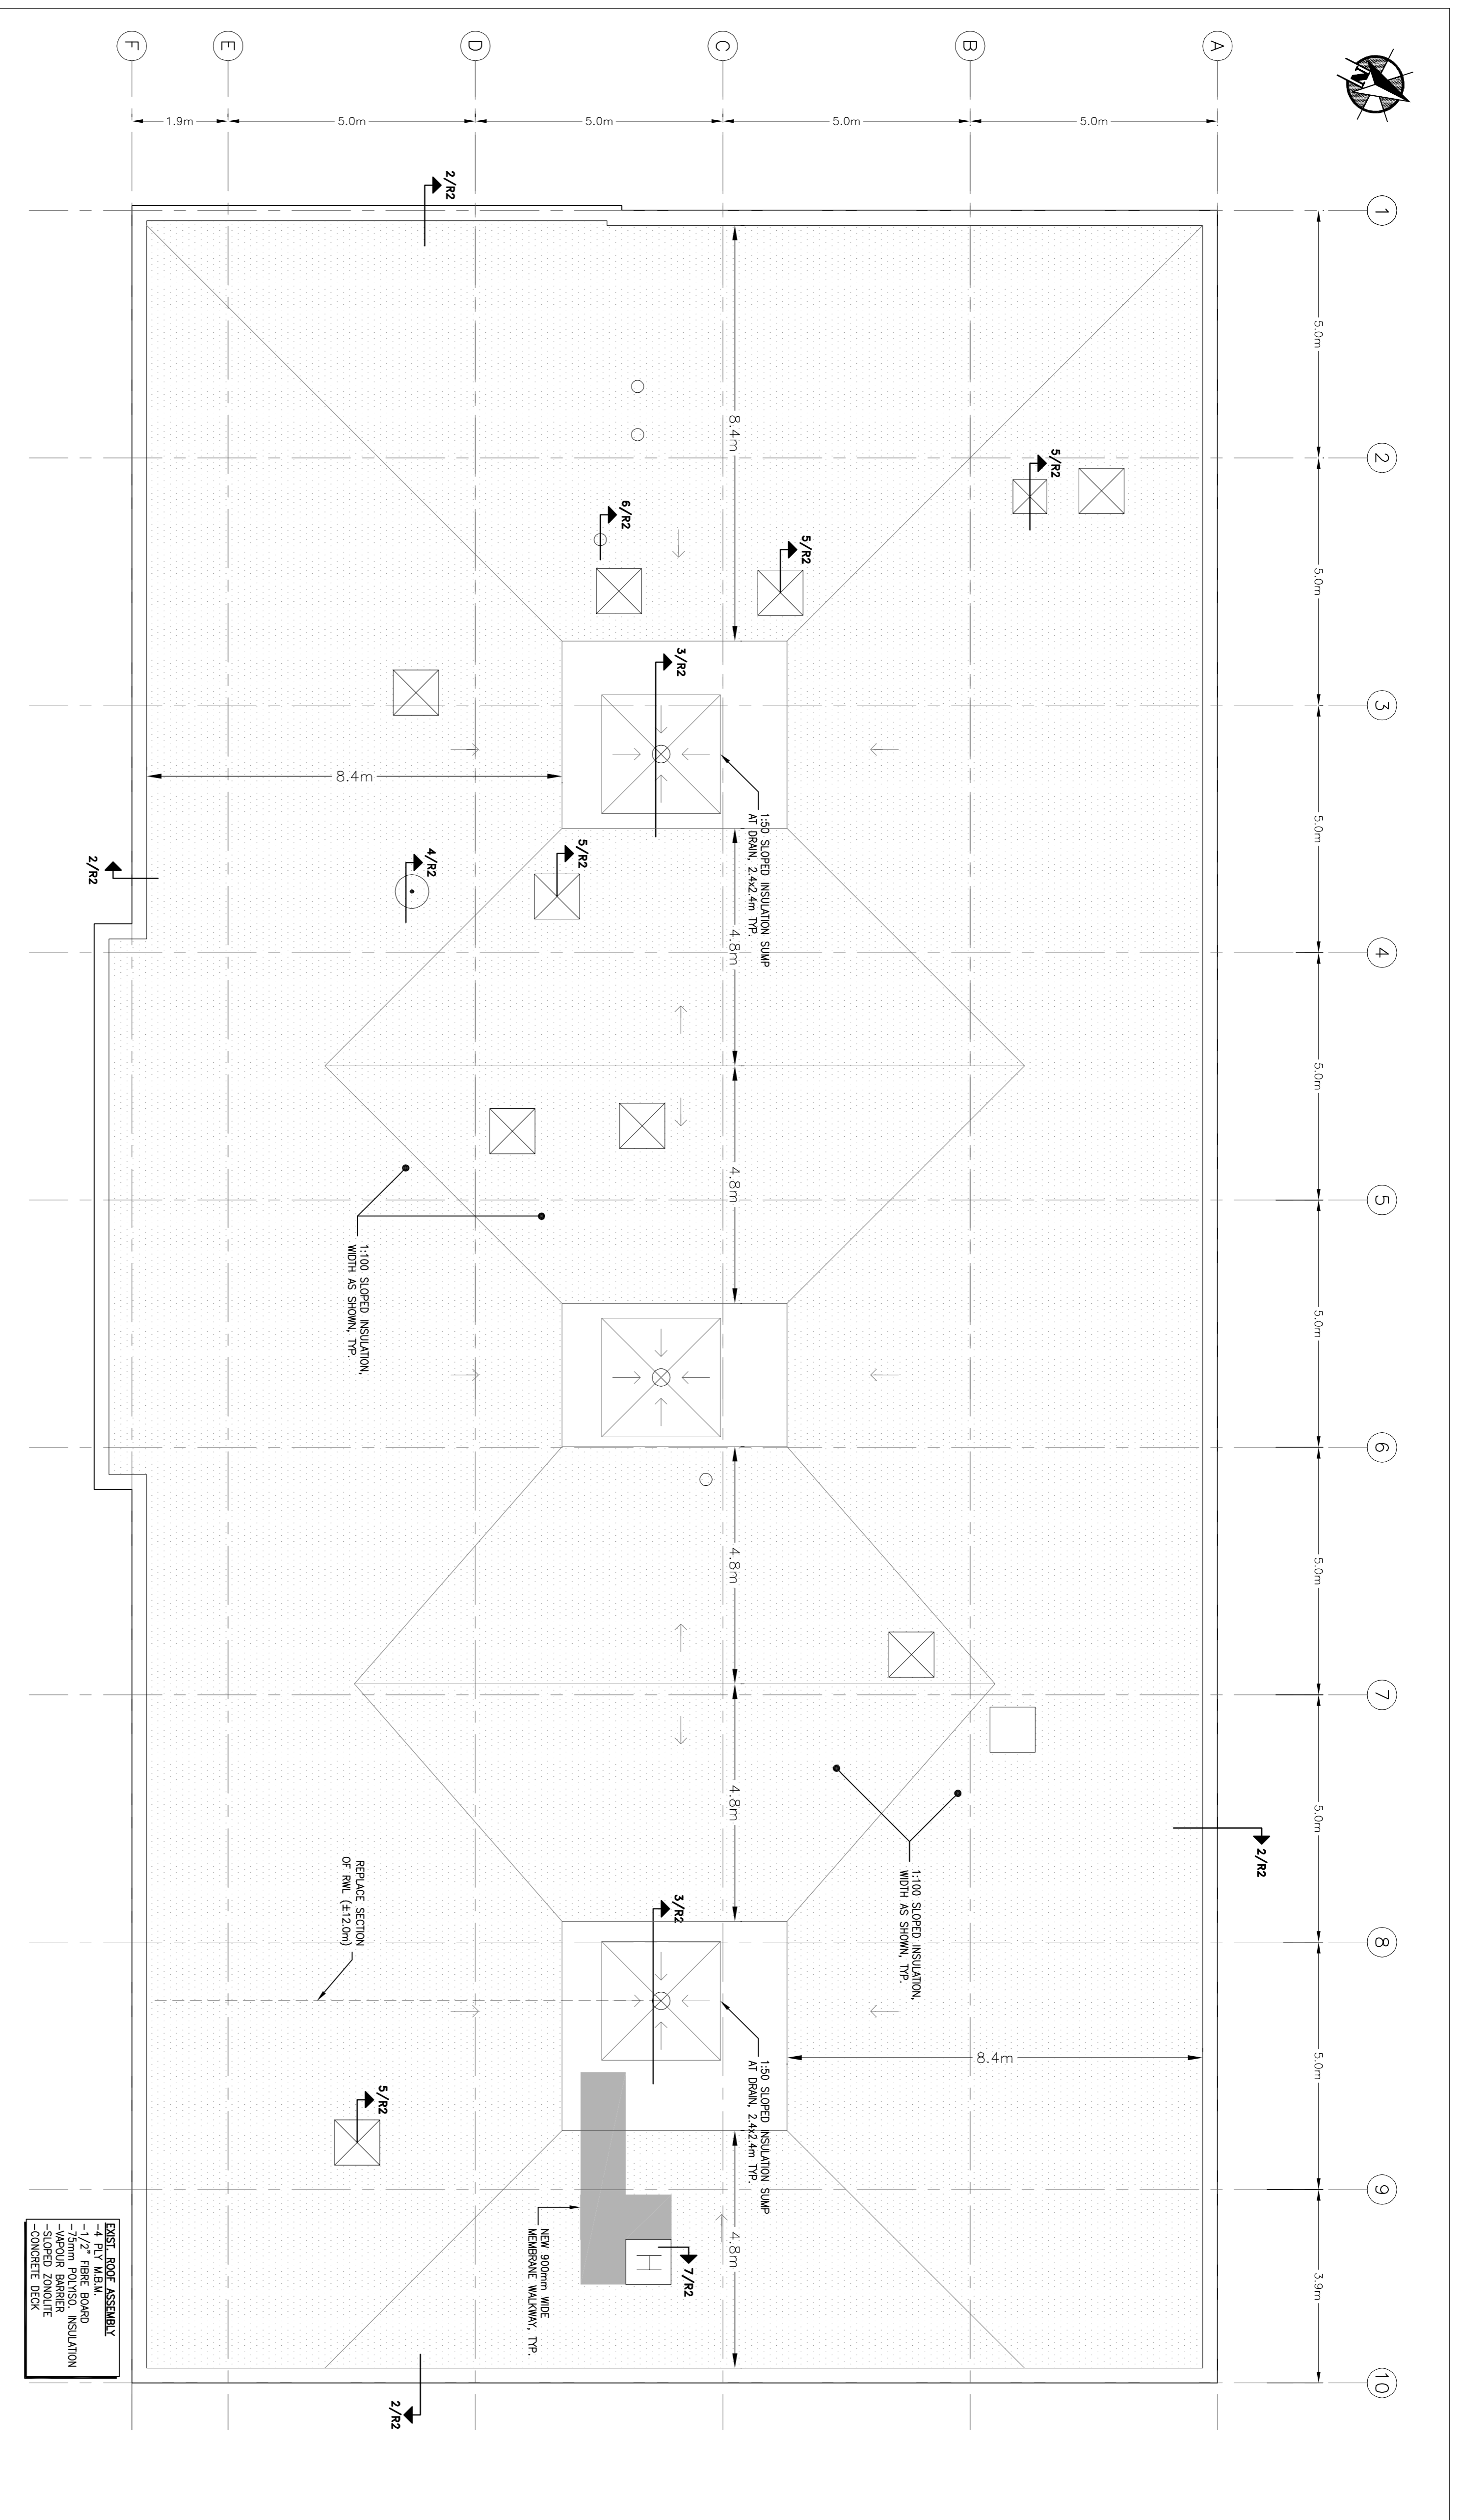 N
1
2
3
4
5
6
7
8
9
10
5.0m
5.0m
5.0m
5.0m
5.0m
5.0m
5.0m
5.0m
3.9m
A
B
C
D
E
F
5.0m
5.0m
5.0m
5.0m
1.9m
2/R2
2/R2
2/R2
2/R2
5/R2
5/R2
5/R2
5/R2
6/R2
4/R2
3/R2
3/R2
7/R2
H
8.4m
8.4m
8.4m
4.8m
4.8m
4.8m
4.8m
4.8m
1:50 SLOPED INSULATION SUMP
AT DRAIN, 2.4x2.4m TYP.
1:50 SLOPED INSULATION SUMP
AT DRAIN, 2.4x2.4m TYP.
1:100 SLOPED INSULATION,
WIDTH AS SHOWN, TYP.
1:100 SLOPED INSULATION,
WIDTH AS SHOWN, TYP.
REPLACE SECTION
OF RWL (±12.0m)
NEW 900mm WIDE
MEMBRANE WALKWAY, TYP.
EXIST. ROOF ASSEMBLY
-4 PLY M.B.M.
-1/2" FIBRE BOARD
-75mm POLYISO. INSULATION
-VAPOUR BARRIER
-SLOPED ZONOLITE
-CONCRETE DECK